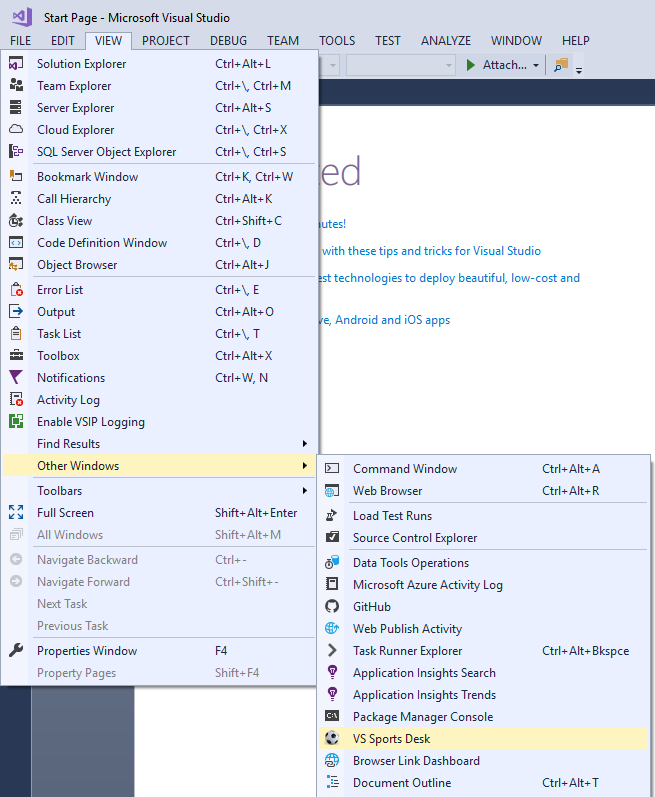 Start Page - Microsoft Visual Studio
FILE EDIT VIEW PROJECT DEBUG TEAM TOOLS TEST ANALYZE WINDOW HELP
Attach...
Solution Explorer Ctrl+Alt+L
Team Explorer Ctrl+\, Ctrl+M
Server Explorer Ctrl+Alt+S
Cloud Explorer Ctrl+\, Ctrl+X
SQL Server Object Explorer Ctrl+\, Ctrl+S
Bookmark Window Ctrl+K, Ctrl+W
Call Hierarchy Ctrl+Alt+K
Class View Ctrl+Shift+C
Code Definition Window Ctrl+\, D
Object Browser Ctrl+Alt+J
Error List Ctrl+\, E
Output Ctrl+Alt+O
Task List Ctrl+\, T
Toolbox Ctrl+Alt+X
Notifications Ctrl+W, N
Activity Log
Enable VSIP Logging
Find Results
Other Windows
Toolbars
Full Screen Shift+Alt+Enter
All Windows Shift+Alt+M
Navigate Backward Ctrl+-
Navigate Forward Ctrl+Shift+-
Next Task
Previous Task
Properties Window F4
Property Pages Shift+F4
ed
utes!
with these tips and tricks for Visual Studio
est technologies to deploy beautiful, low-cost and
ve, Android and iOS apps
Command Window Ctrl+Alt+A
Web Browser Ctrl+Alt+R
Load Test Runs
Source Control Explorer
Data Tools Operations
Microsoft Azure Activity Log
GitHub
Web Publish Activity
Task Runner Explorer Ctrl+Alt+Bkspce
Application Insights Search
Application Insights Trends
C:\
Package Manager Console
VS Sports Desk
Browser Link Dashboard
Document Outline Ctrl+Alt+T